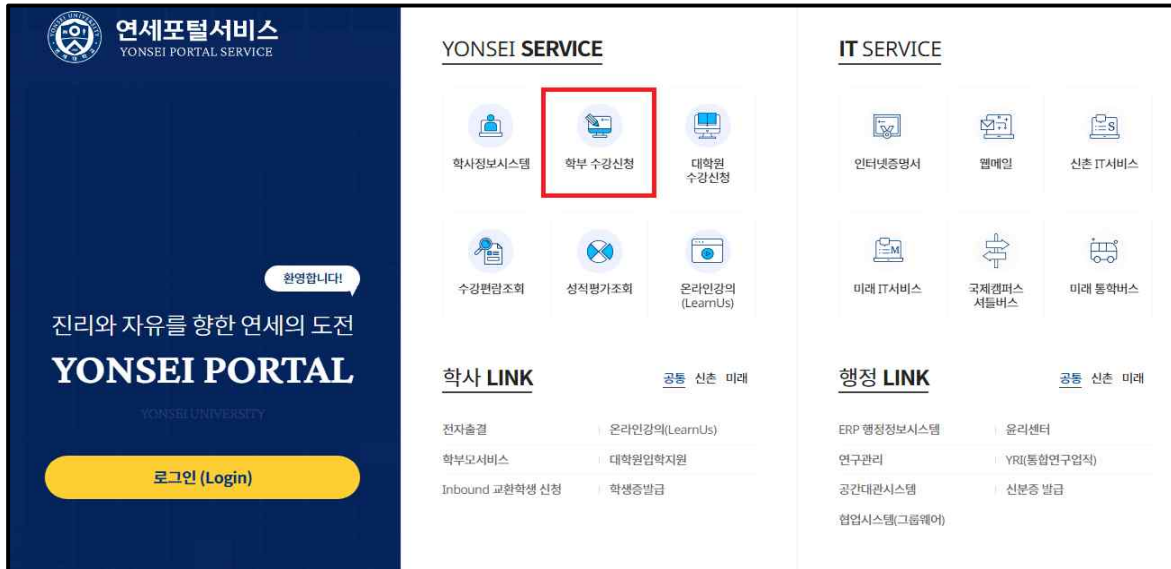 연세포털서비스
YONSEI PORTAL SERVICE
환영합니다!
진리와 자유를 향한 연세의 도전
YONSEI PORTAL
YONSEI UNIVERSITY
로그인 (Login)
YONSEI SERVICE
학사정보시스템
학부 수강신청
대학원
수강신청
수강편람조회
성적평가조회
온라인강의
(LearnUs)
학사 LINK
공통 신촌 미래
전자출결
온라인강의(LearnUs)
학부모서비스
대학원입학지원
Inbound 교환학생 신청
학생증발급
IT SERVICE
인터넷증명서
웹메일
신촌 IT서비스
미래 IT서비스
국제캠퍼스
셔틀버스
미래 통학버스
행정 LINK
공통 신촌 미래
ERP 행정정보시스템
윤리센터
연구관리
YRI(통합연구업적)
공간대관시스템
신분증 발급
협업시스템(그룹웨어)